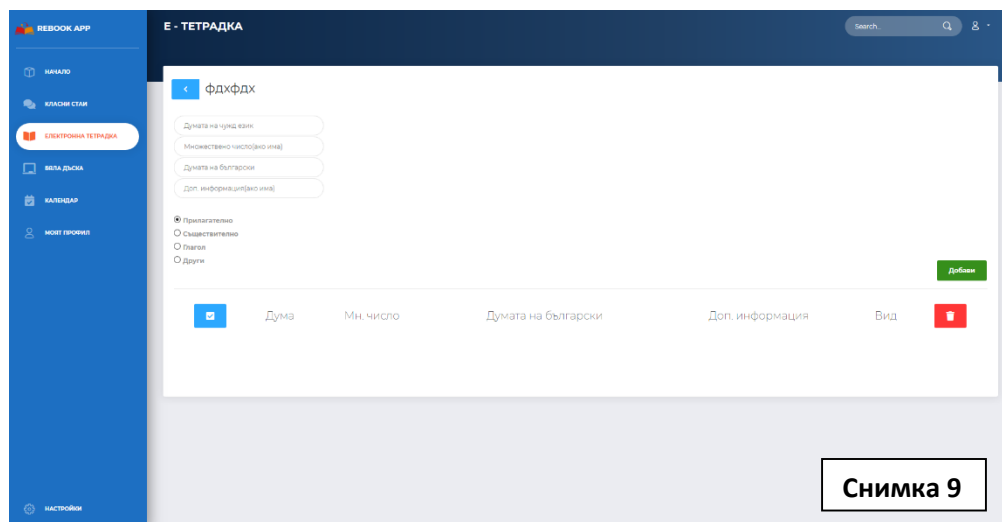 REBOOK APP
Е - ТЕТРАДКА
Search...
НАЧАЛО
КЛАСНИ СТАИ
ЕЛЕКТРОННА ТЕТРАДКА
БЯЛА ДЪСКА
КАЛЕНДАР
МОЯТ ПРОФИЛ
НАСТРОЙКИ
фдхфдх
Думата на чужд език
Множествено число(ако има)
Думата на български
Доп. информация(ако има)
Прилагателно
Съществително
Глагол
Други
Добави
Дума Мн. число Думата на български Доп. информация Вид
Снимка 9